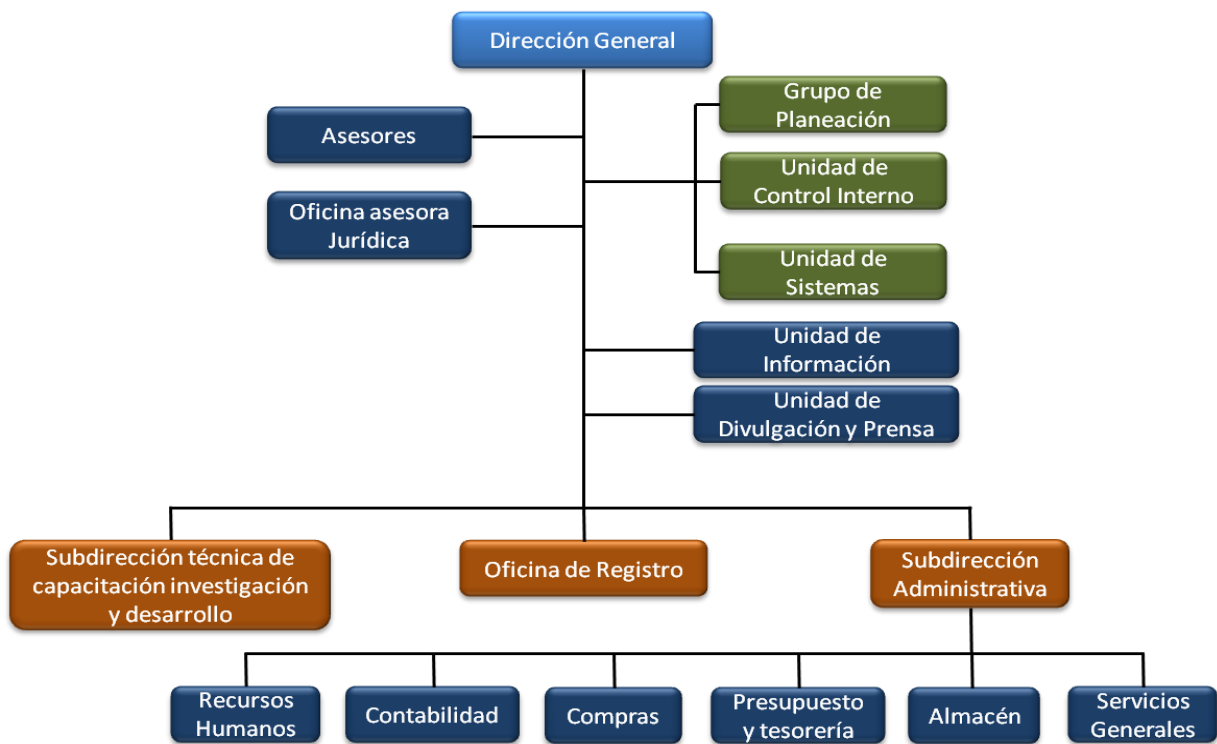 Dirección General
Asesores
Oficina asesora
Jurídica
Grupo de
Planeación
Unidad de
Control Interno
Unidad de
Sistemas
Unidad de
Información
Unidad de
Divulgación y Prensa
Subdirección técnica de
capacitación investigación
y desarrollo
Oficina de Registro
Subdirección
Administrativa
Recursos
Humanos
Contabilidad
Compras
Presupuesto
y tesorería
Almacén
Servicios
Generales